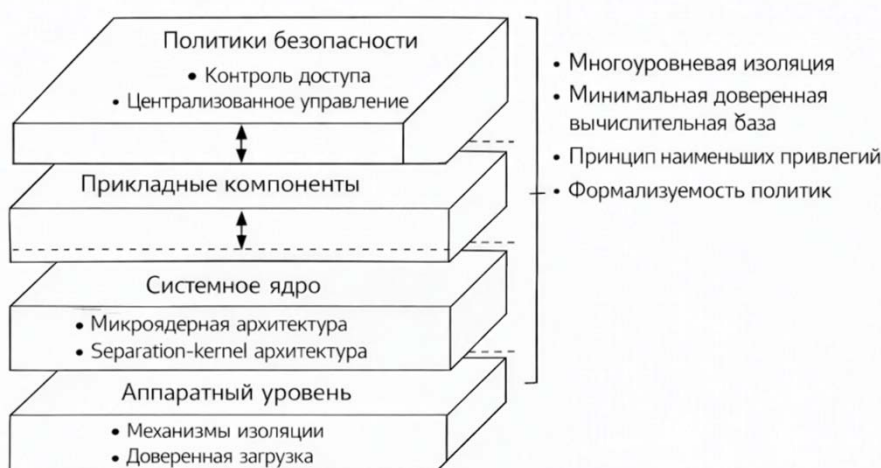 Политики безопасности
• Контроль доступа
• Централизованное управление
Прикладные компоненты
Системное ядро
• Микроядерная архитектура
• Separation-kernel архитектура
Аппаратный уровень
• Механизмы изоляции
• Доверенная загрузка
• Многоуровневая изоляция
• Минимальная доверенная
вычислительная база
• Принцип наименьших привлегий
• Формализуемость политик